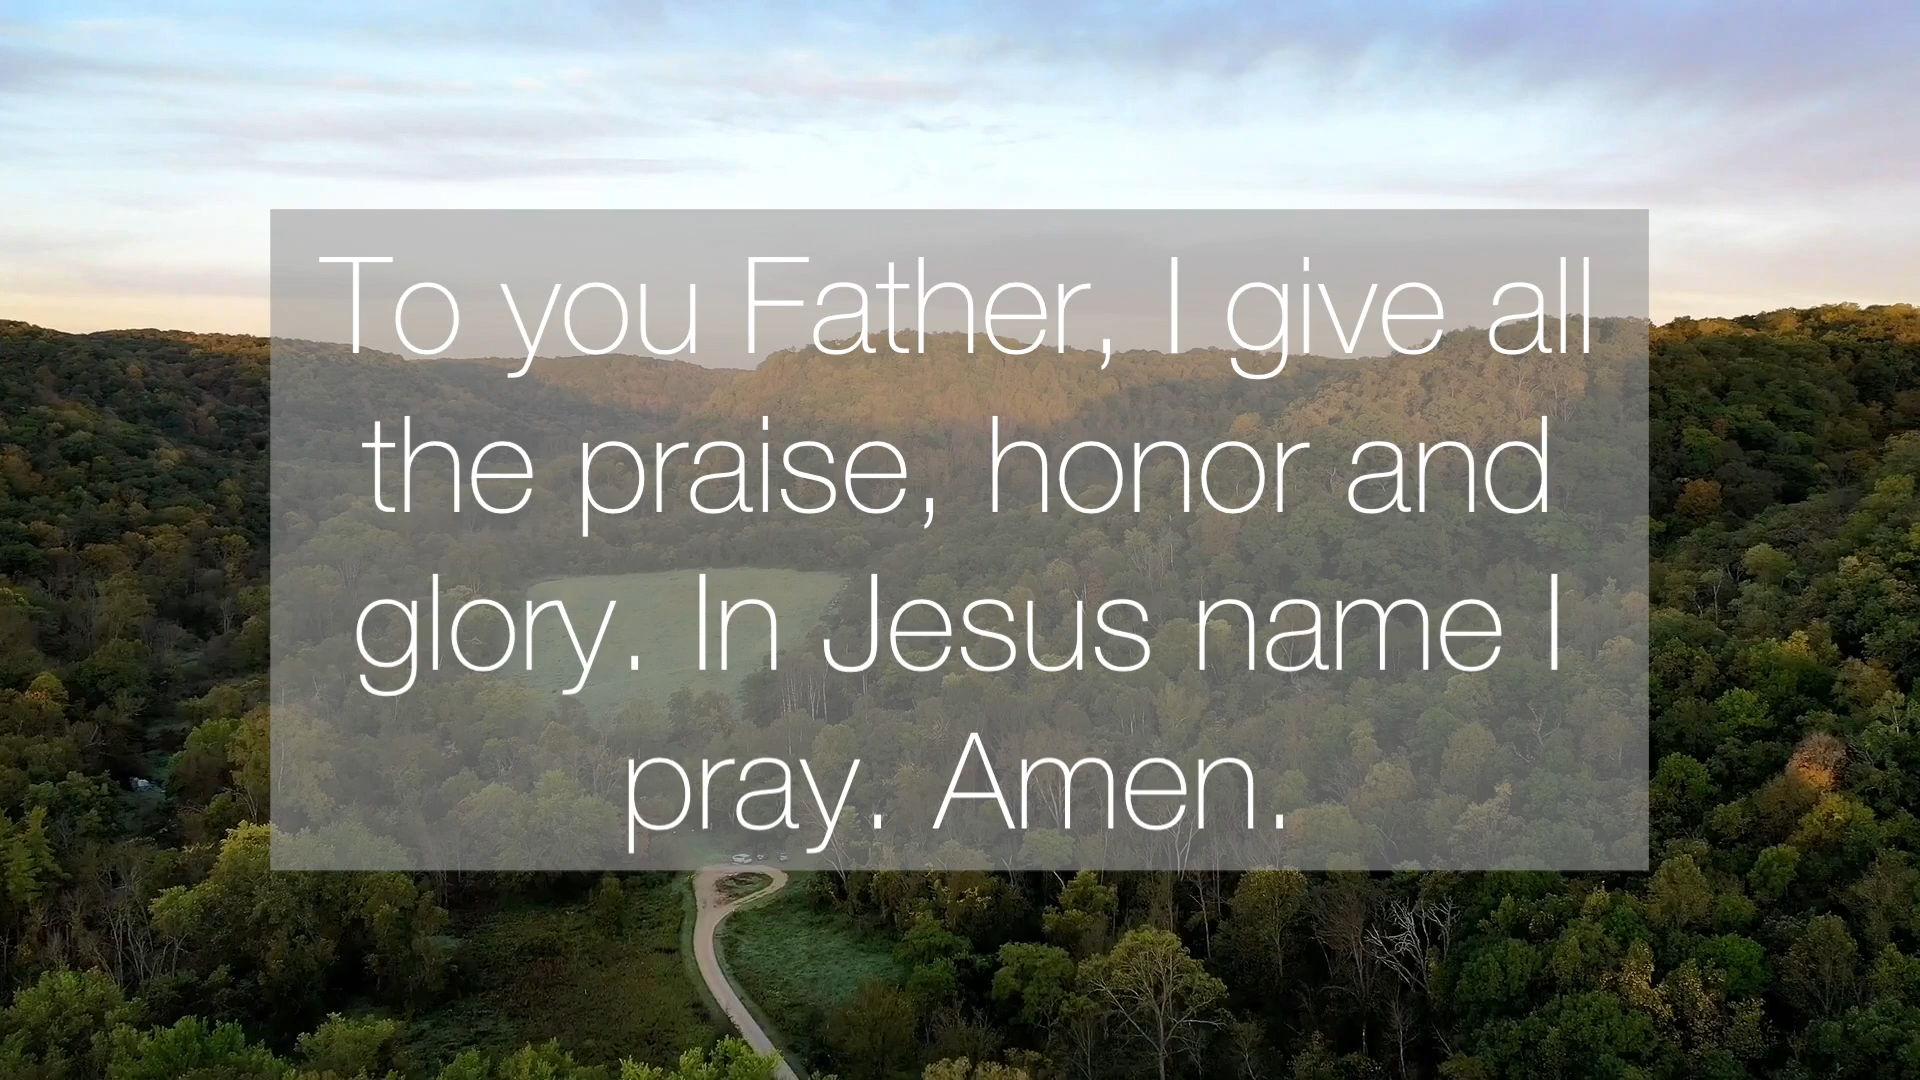 To you Father, I give all
the praise, honor and
glory. In Jesus name I
pray. Amen.